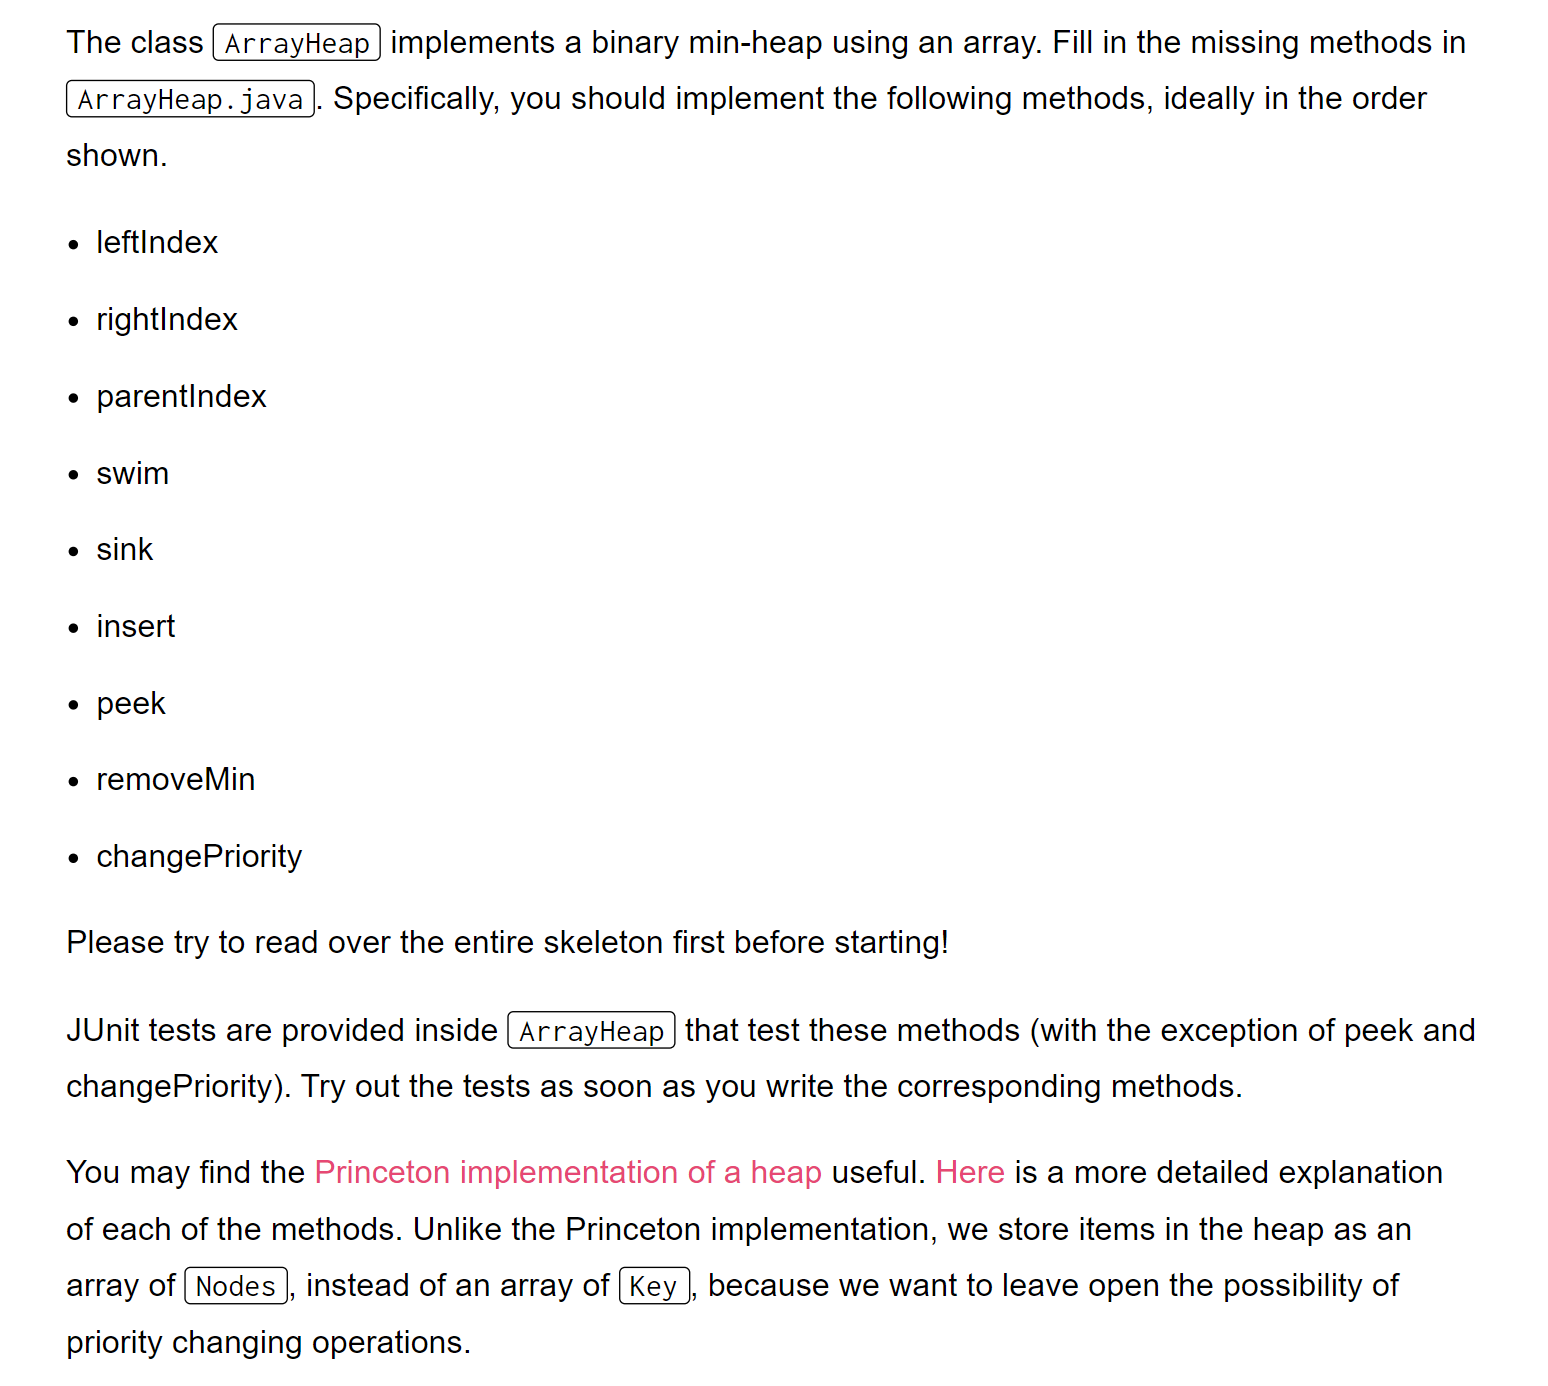 The class ArrayHeap implements a binary min-heap using an array. Fill in the missing methods in
ArrayHeap.java. Specifically, you should implement the following methods, ideally in the order
shown.
• leftIndex
• rightIndex
• parentIndex
• swim
• sink
• insert
• peek
• removeMin
• changePriority
Please try to read over the entire skeleton first before starting!
JUnit tests are provided inside ArrayHeap that test these methods (with the exception of peek and
changePriority). Try out the tests as soon as you write the corresponding methods.
You may find the Princeton implementation of a heap useful. Here is a more detailed explanation
of each of the methods. Unlike the Princeton implementation, we store items in the heap as an
array of Nodes, instead of an array of Key, because we want to leave open the possibility of
priority changing operations.